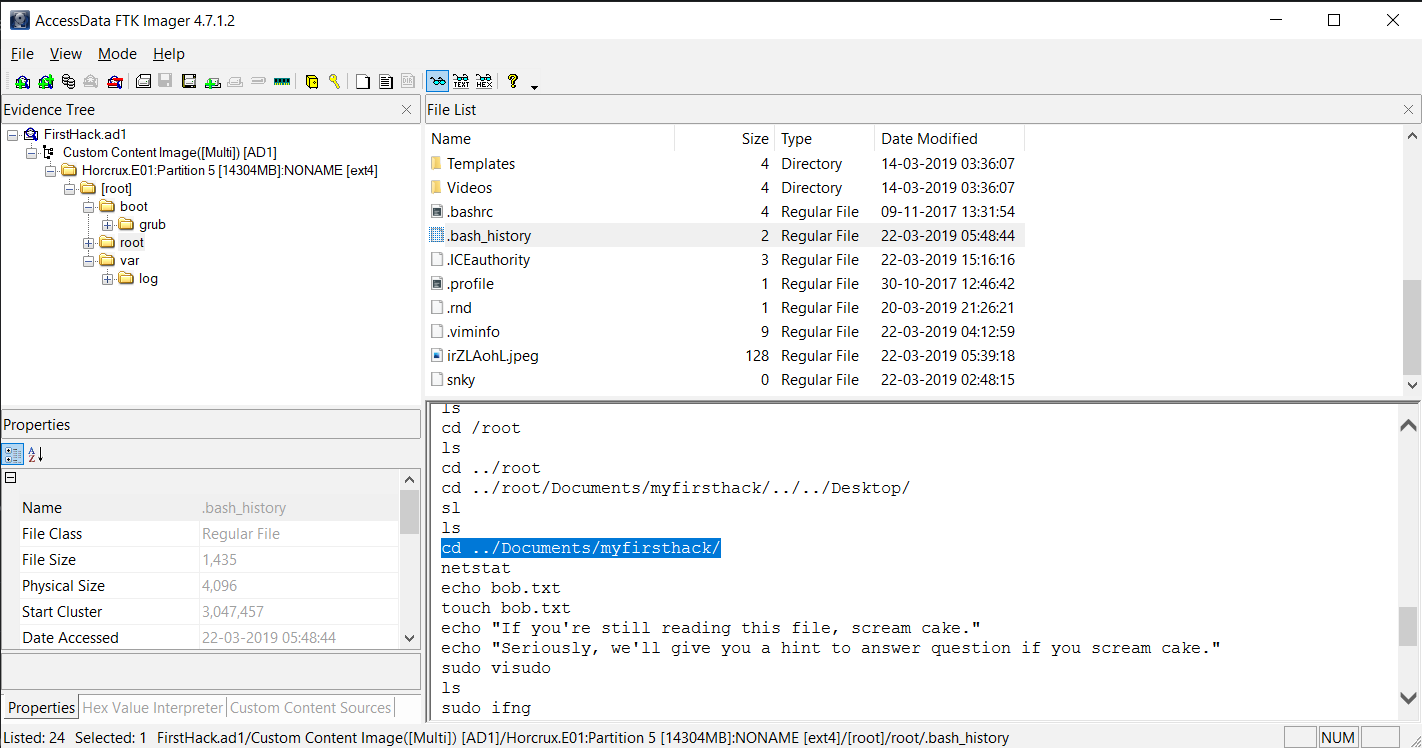 AccessData FTK Imager 4.7.1.2
File View Mode Help
Evidence Tree
FirstHack.ad1
Custom Content Image([Multi]) [AD1]
Horcrux.E01:Partition 5 [14304MB]:NONAME [ext4]
[root]
boot
grub
root
var
log
File List
Name Size Type Date Modified
Templates 4 Directory 14-03-2019 03:36:07
Videos 4 Directory 14-03-2019 03:36:07
.bashrc 4 Regular File 09-11-2017 13:31:54
.bash_history 2 Regular File 22-03-2019 05:48:44
.ICEauthority 3 Regular File 22-03-2019 15:16:16
.profile 1 Regular File 30-10-2017 12:46:42
.rnd 1 Regular File 20-03-2019 21:26:21
.viminfo 9 Regular File 22-03-2019 04:12:59
irZLAohL.jpeg 128 Regular File 22-03-2019 05:39:18
snky 0 Regular File 22-03-2019 02:48:15
Properties
A
Z
Name .bash_history
File Class Regular File
File Size 1,435
Physical Size 4,096
Start Cluster 3,047,457
Date Accessed 22-03-2019 05:48:44
Properties Hex Value Interpreter Custom Content Sources
TEXT HEX
ls
cd /root
ls
cd ../root
cd ../root/Documents/myfirsthack/../../Desktop/
sl
ls
cd ../Documents/myfirsthack/
netstat
echo bob.txt
touch bob.txt
echo "If you're still reading this file, scream cake."
echo "Seriously, we'll give you a hint to answer question if you scream cake."
sudo visudo
ls
sudo ifng
Listed: 24 Selected: 1 FirstHack.ad1/Custom Content Image([Multi]) [AD1]/Horcrux.E01:Partition 5 [14304MB]:NONAME [ext4]/[root]/root/.bash_history NUM